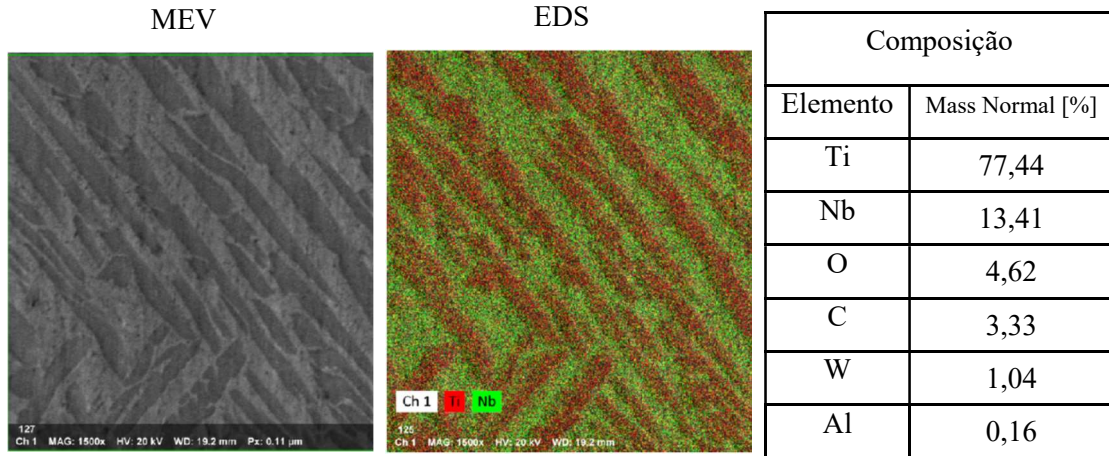 MEV
EDS
Composição
Elemento Mass Normal [%]
Ti 77,44
Nb 13,41
O 4,62
C 3,33
W 1,04
Al 0,16
127
Ch 1 MAG: 1500x HV: 20 kV WD: 19.2 mm Px: 0.11 µm
Ch 1 Ti Nb
125
Ch 1 MAG: 1500x HV: 20 kV WD: 19.2 mm